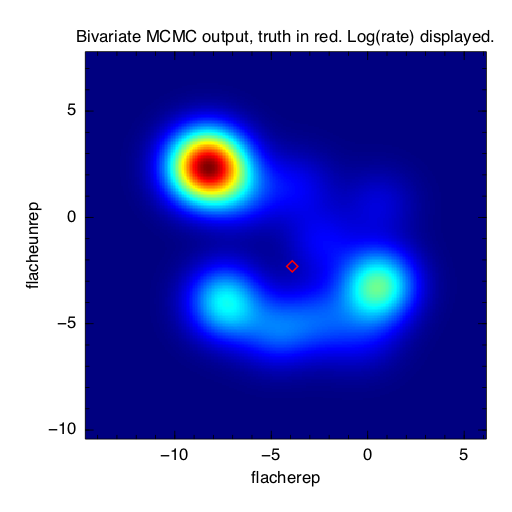 Bivariate MCMC output, truth in red. Log(rate) displayed.
5
0
−5
−10
flacheunrep
−10 −5 0 5
flacherep